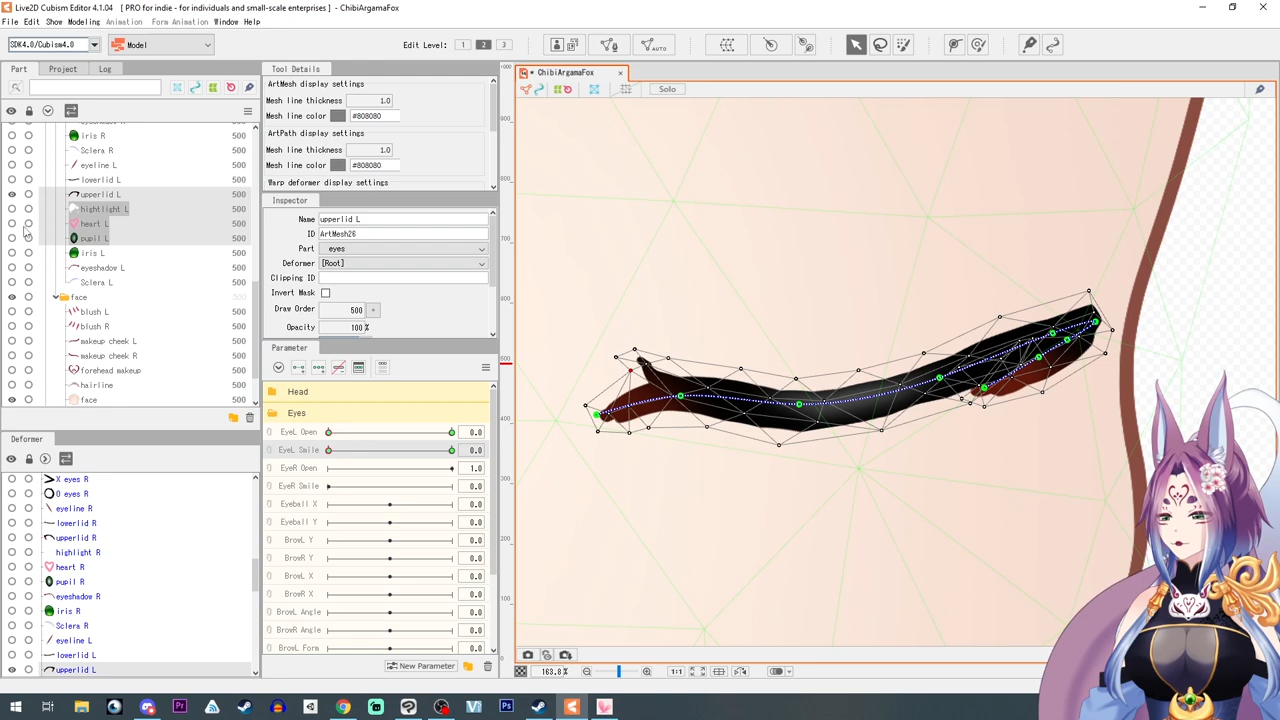 Live2D Cubism Editor 4.1.04 [ PRO for indie - for individuals and small-scale enterprises ] - ChibiArgamaFox
File Edit Show Modeling Animation Form Animation Window Help
SDK4.0/Cubism4.0 Model Edit Level: 1 2 3 AUTO
Part Project Log
Tool Details
* ChibiArgamaFox
Solo
ArtMesh display settings
Mesh line thickness 1.0
Mesh line color #808080
ArtPath display settings
Mesh line thickness 1.0
Mesh line color #808080
Warp deformer display settings
iris R 500
Sclera R 500
eyeline L 500
lowerlid L 500
upperlid L 500
hightlight L 500
heart L 500
pupil L 500
iris L 500
eyeshadow L 500
Sclera L 500
face 500
blush L 500
blush R 500
makeup cheek L 500
makeup cheek R 500
forehead makeup 500
hairline 500
face 500
Inspector
Name upperlid L
ID ArtMesh26
Part eyes
Deformer [Root]
Clipping ID
Invert Mask
Draw Order 500
Opacity 100 %
Parameter
Head
Eyes
EyeL Open 0.0
EyeL Smile 0.0
EyeR Open 1.0
EyeR Smile 0.0
Eyeball X 0.0
Eyeball Y 0.0
BrowL Y 0.0
BrowR Y 0.0
BrowL X 0.0
BrowR X 0.0
BrowL Angle 0.0
BrowR Angle 0.0
BrowL Form 0.0
New Parameter
Deformer
X eyes R
O eyes R
eyeline R
lowerlid R
upperlid R
highlight R
heart R
pupil R
eyeshadow R
iris R
Sclera R
eyeline L
lowerlid L
upperlid L
163.8 %
1:1